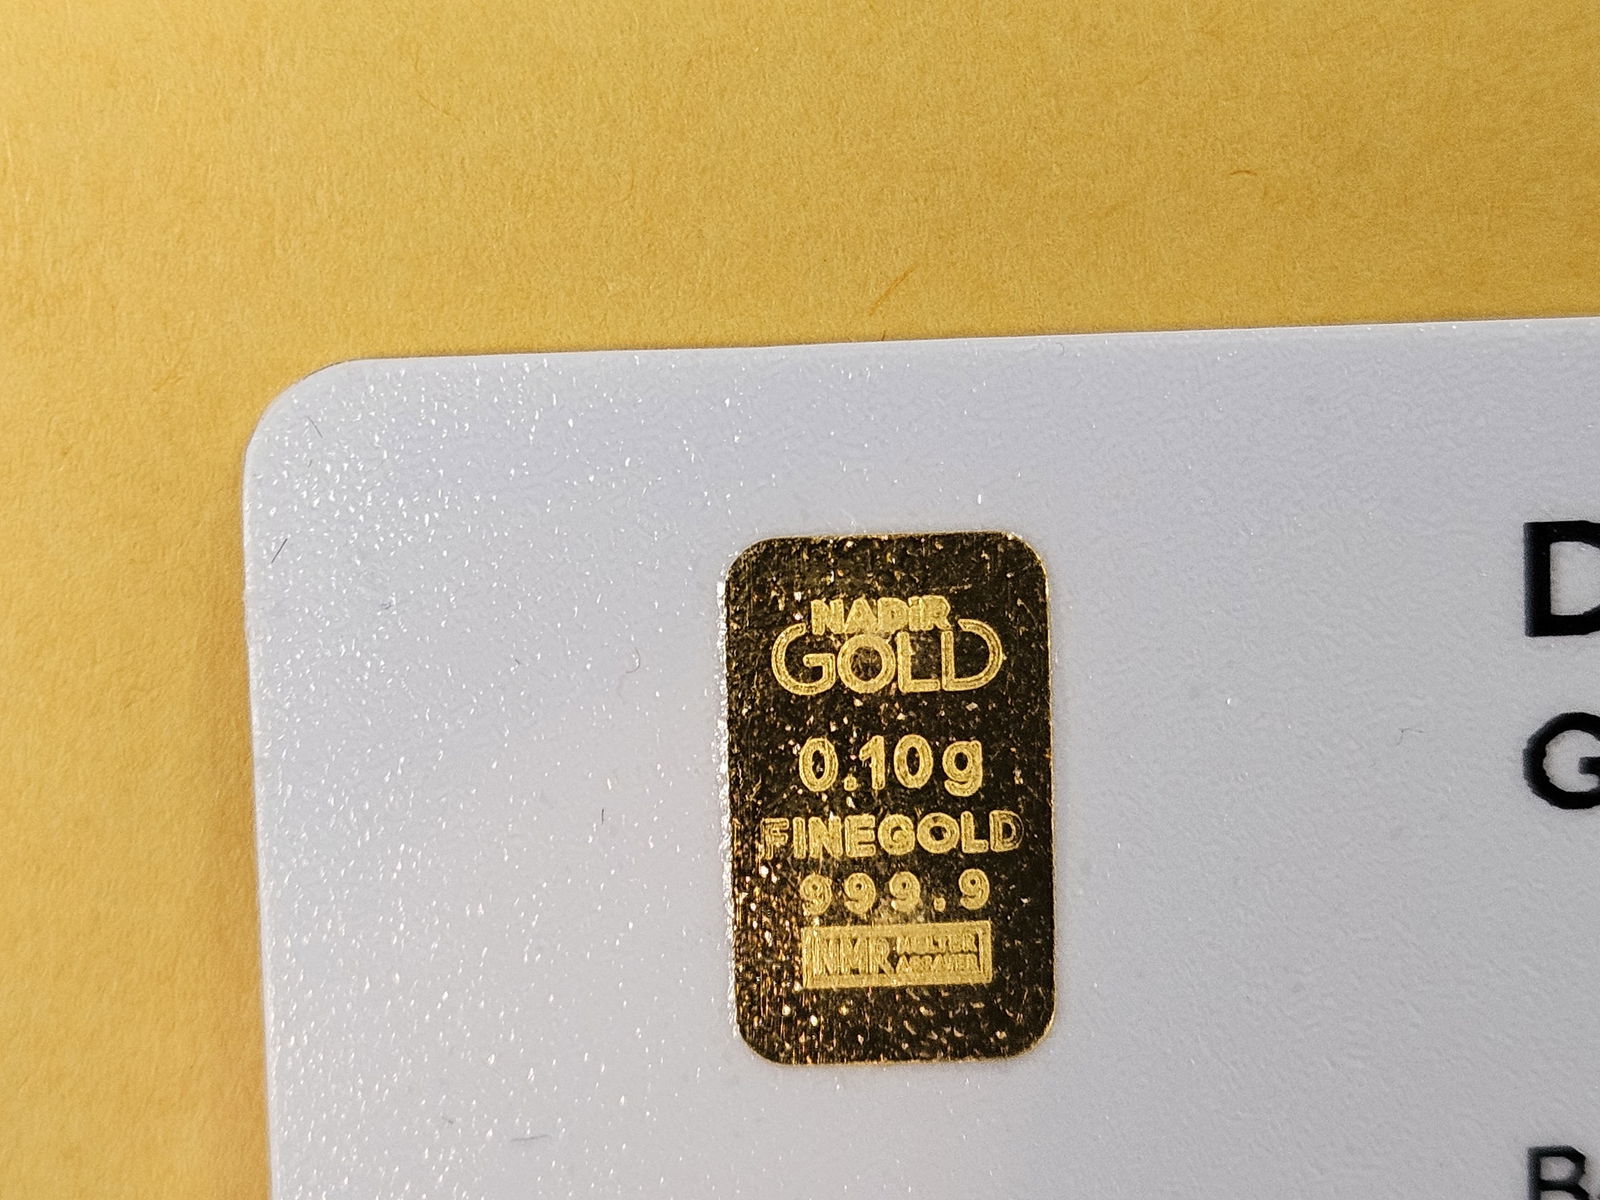 NADIR
GOLD
0.10g
FINEGOLD
999.9
NMR MELTER
ASSAYER
D
G
B